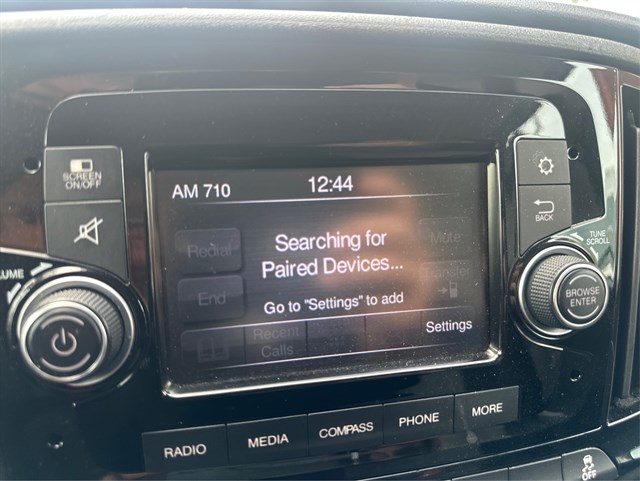 SCREEN
ON/OFF
VOLUME
AM 710
12:44
Redial
Searching for
Paired Devices...
Mute
Transfer
End
Go to "Settings" to add
Recent
Calls
Settings
BACK
TUNE
SCROLL
BROWSE
ENTER
RADIO
MEDIA
COMPASS
PHONE
MORE
OFF